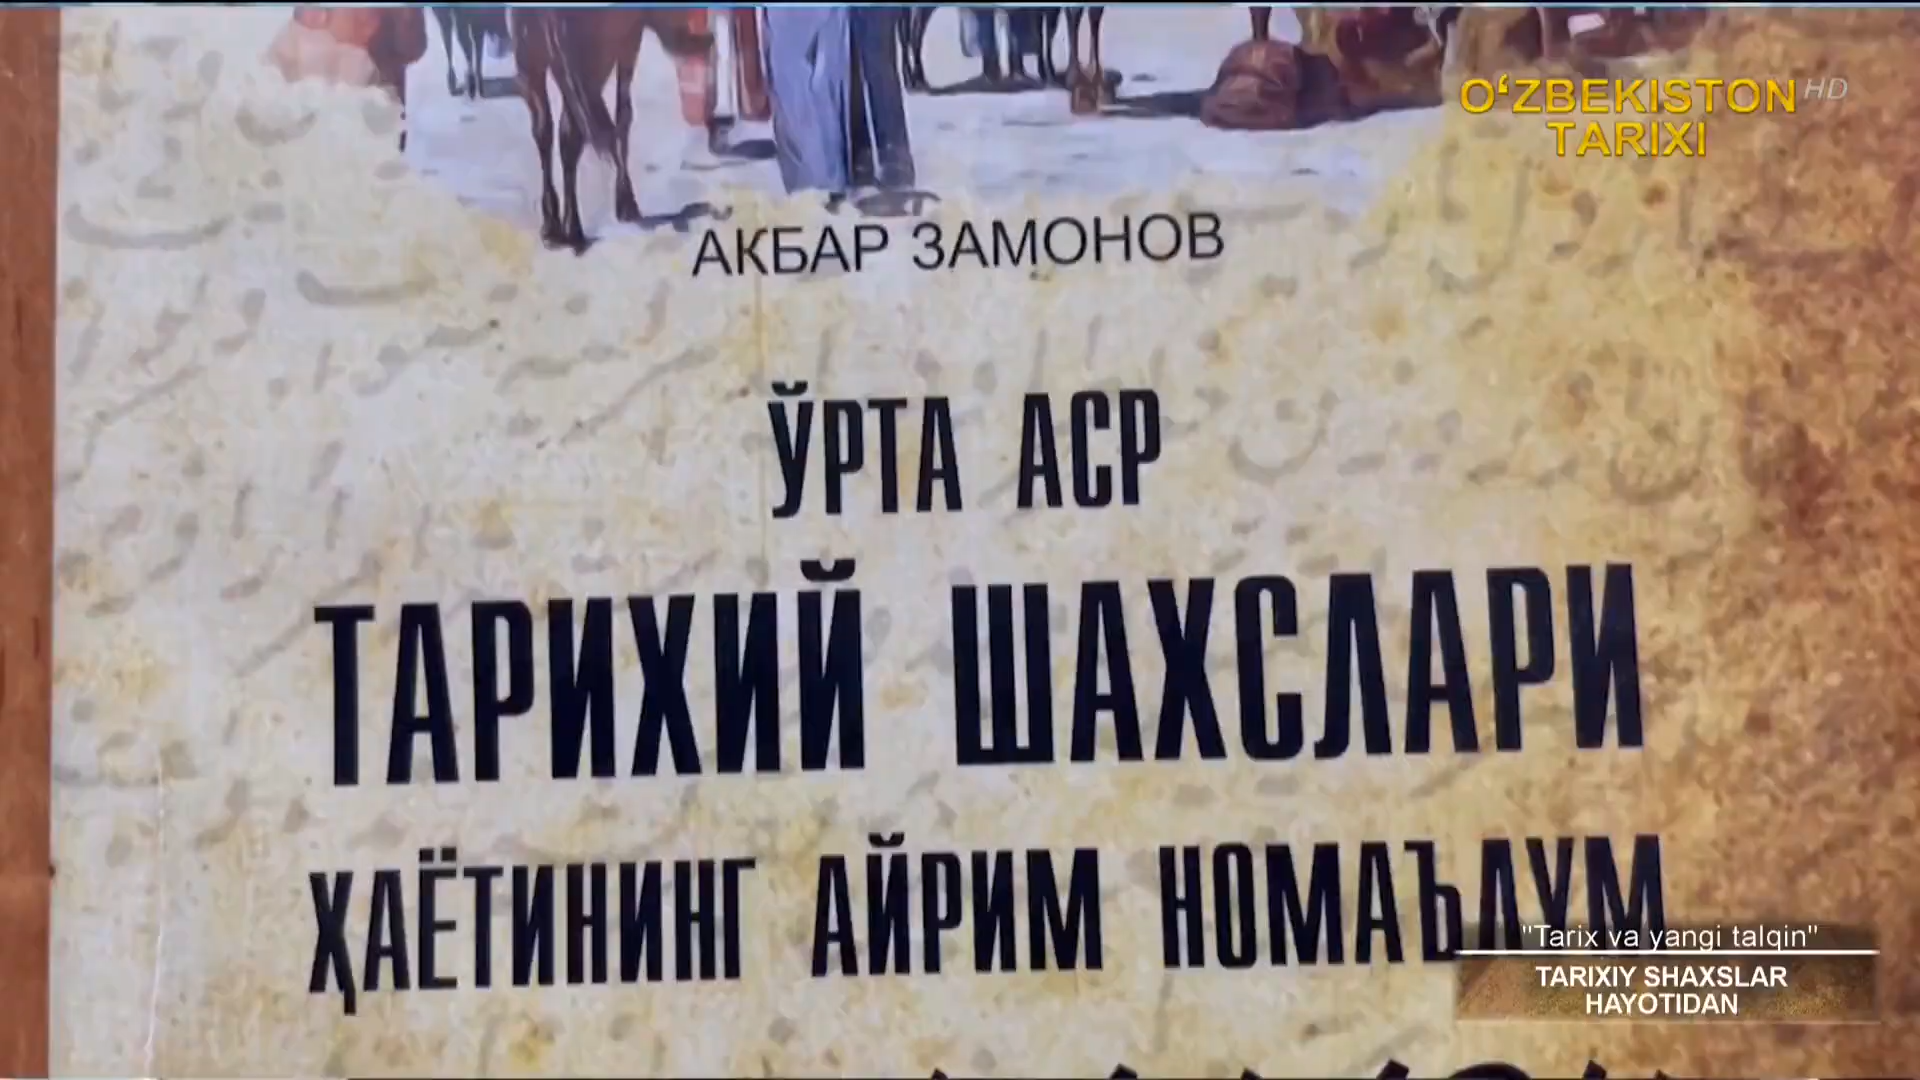 O‘ZBEKISTON HD
TARIXI
АКБАР ЗАМОНОВ
ЎРТА АСР
ТАРИХИЙ ШАХСЛАРИ
ҲАЁТИНИНГ АЙРИМ НОМАЪЛУМ
"Tarix va yangi talqin"
TARIXIY SHAXSLAR
HAYOTIDAN